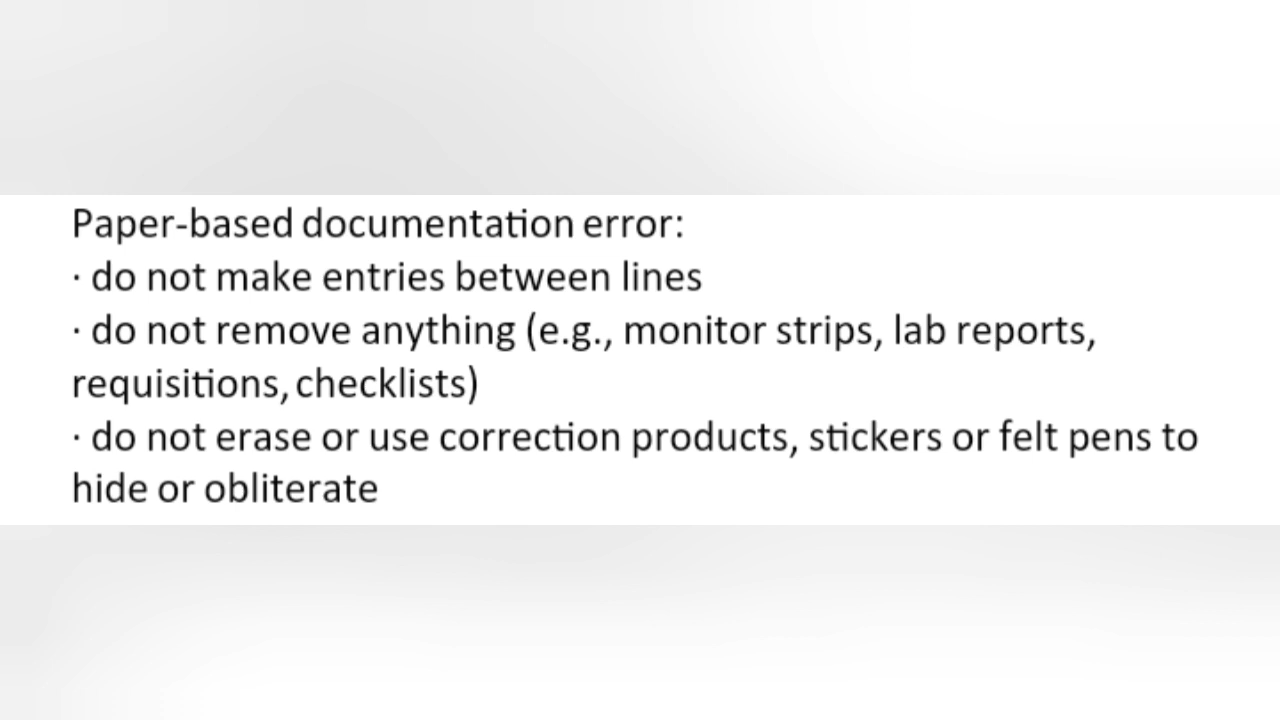 Paper-based documentation error:
· do not make entries between lines
· do not remove anything (e.g., monitor strips, lab reports,
requisitions, checklists)
· do not erase or use correction products, stickers or felt pens to
hide or obliterate